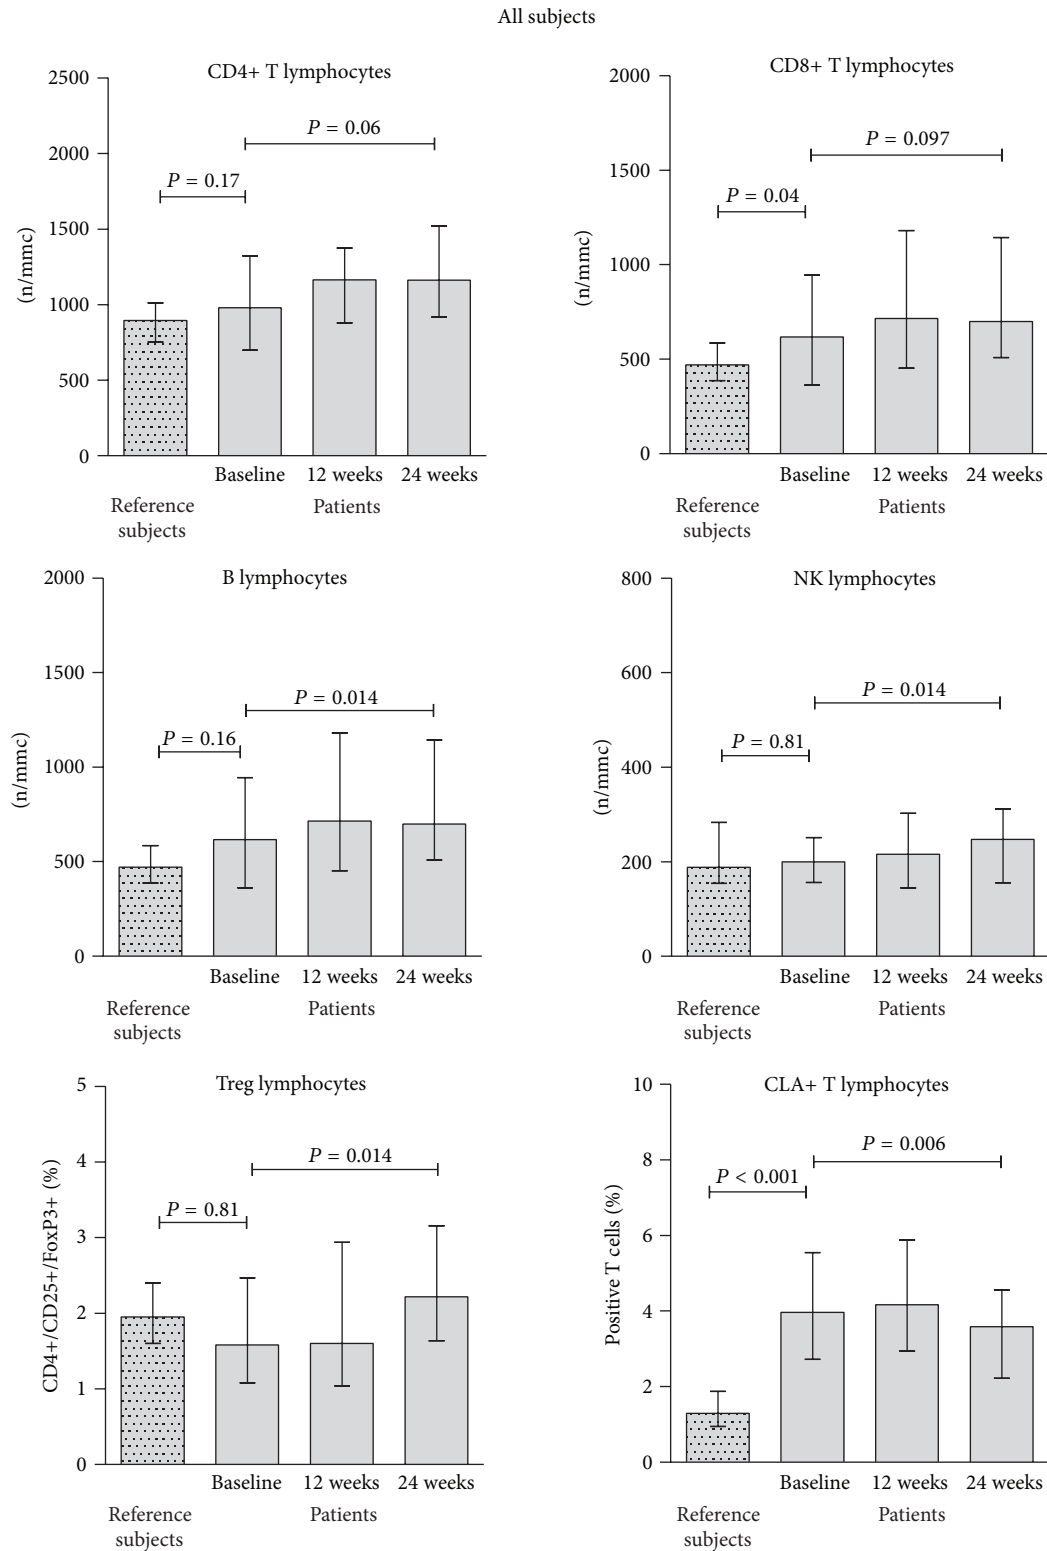 All subjects
CD4+ T lymphocytes
2500
2000
1500
1000
500
0
(n/mmc)
P = 0.06
P = 0.17
Baseline 12 weeks 24 weeks
Reference
subjects
Patients
CD8+ T lymphocytes
2000
1500
1000
500
0
(n/mmc)
P = 0.097
P = 0.04
Baseline 12 weeks 24 weeks
Reference
subjects
Patients
B lymphocytes
2000
1500
1000
500
0
(n/mmc)
P = 0.014
P = 0.16
Baseline 12 weeks 24 weeks
Reference
subjects
Patients
NK lymphocytes
800
600
400
200
0
(n/mmc)
P = 0.014
P = 0.81
Baseline 12 weeks 24 weeks
Reference
subjects
Patients
Treg lymphocytes
5
4
3
2
1
0
CD4+/CD25+/FoxP3+ (%)
P = 0.014
P = 0.81
Baseline 12 weeks 24 weeks
Reference
subjects
Patients
CLA+ T lymphocytes
10
8
6
4
2
0
Positive T cells (%)
P = 0.006
P < 0.001
Baseline 12 weeks 24 weeks
Reference
subjects
Patients